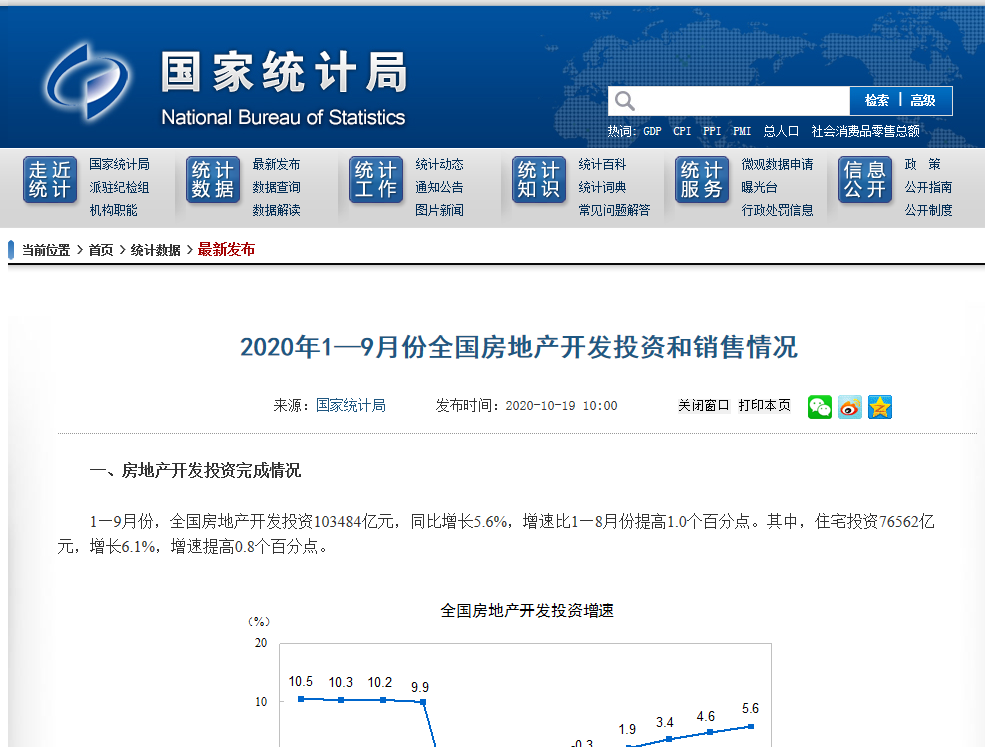 国家统计局
National Bureau of Statistics
检索 | 高级
热词: GDP CPI PPI PMI 总人口 社会消费品零售总额
走近统计 国家统计局 统计数据 最新发布 统计工作 统计动态 统计知识 统计百科 统计服务 微观数据申请 信息公开 政 策
派驻纪检组 数据查询 通知公告 统计词典 曝光台 公开指南
机构职能 数据解读 图片新闻 常见问题解答 行政处罚信息 公开制度
当前位置 > 首页 > 统计数据 > 最新发布
2020年1—9月份全国房地产开发投资和销售情况
来源：国家统计局 发布时间：2020-10-19 10:00 关闭窗口 打印本页
一、房地产开发投资完成情况
1—9月份，全国房地产开发投资103484亿元，同比增长5.6%，增速比1—8月份提高1.0个百分点。其中，住宅投资76562亿
元，增长6.1%，增速提高0.8个百分点。
全国房地产开发投资增速
(%)
20
10.5 10.3 10.2 9.9
10
-0.3 1.9 3.4 4.6 5.6